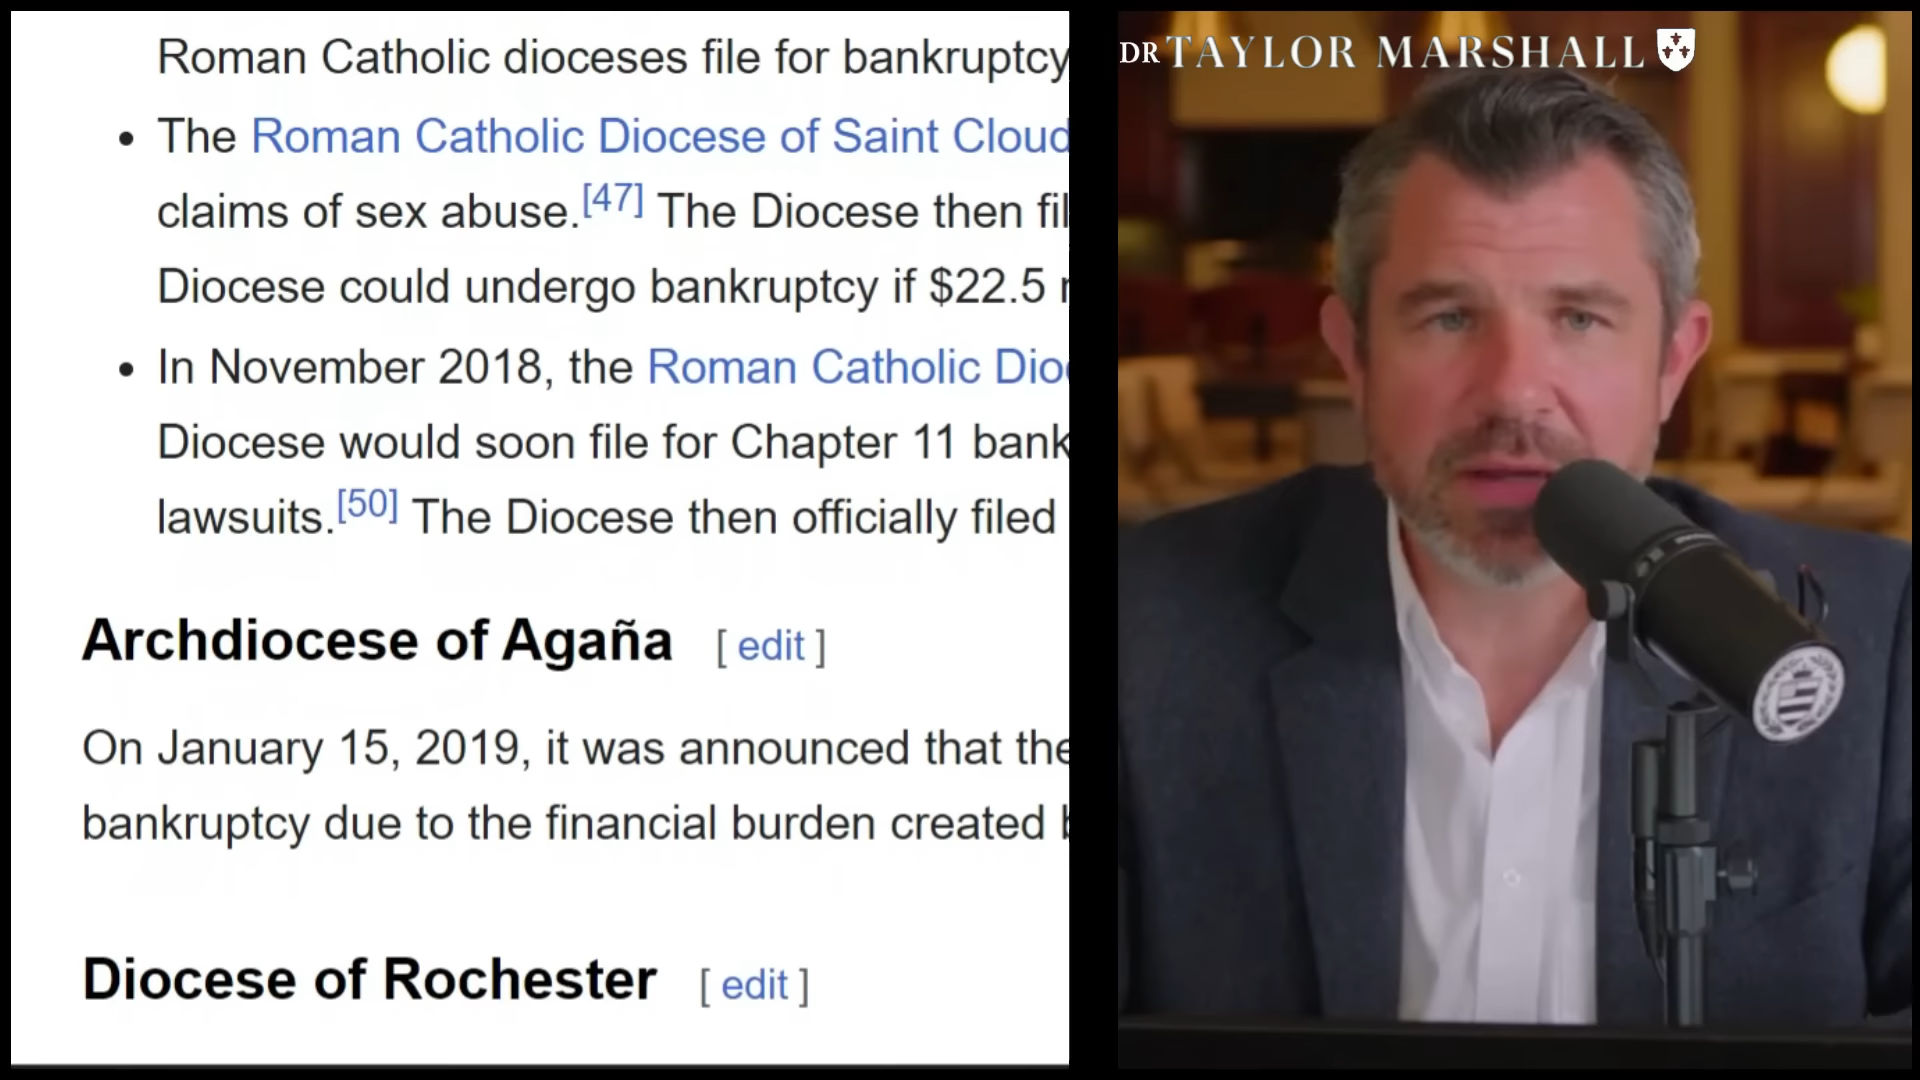 Roman Catholic dioceses file for bankruptcy
• The Roman Catholic Diocese of Saint Cloud
claims of sex abuse.[47] The Diocese then fil
Diocese could undergo bankruptcy if $22.5
• In November 2018, the Roman Catholic Dio
Diocese would soon file for Chapter 11 bank
lawsuits.[50] The Diocese then officially filed
Archdiocese of Agaña [ edit ]
On January 15, 2019, it was announced that the
bankruptcy due to the financial burden created
Diocese of Rochester [ edit ]
DR TAYLOR MARSHALL